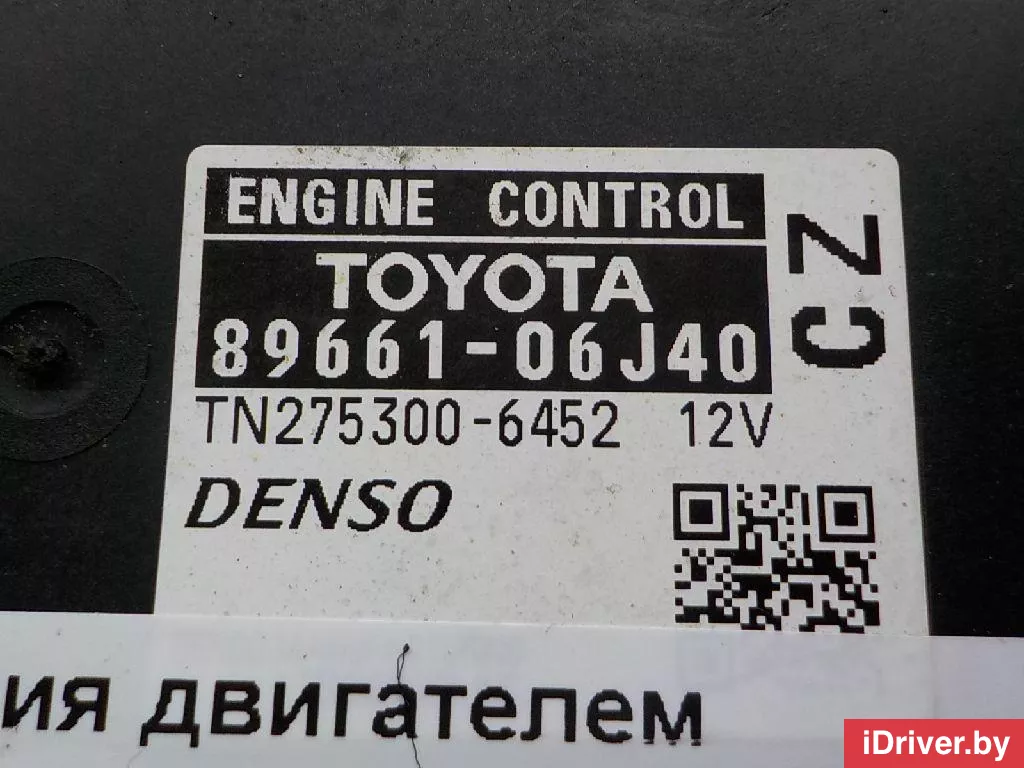 ENGINE CONTROL
TOYOTA
89661-06J40
CZ
TN275300-6452 12V
DENSO
ия двигателем
iDriver.by